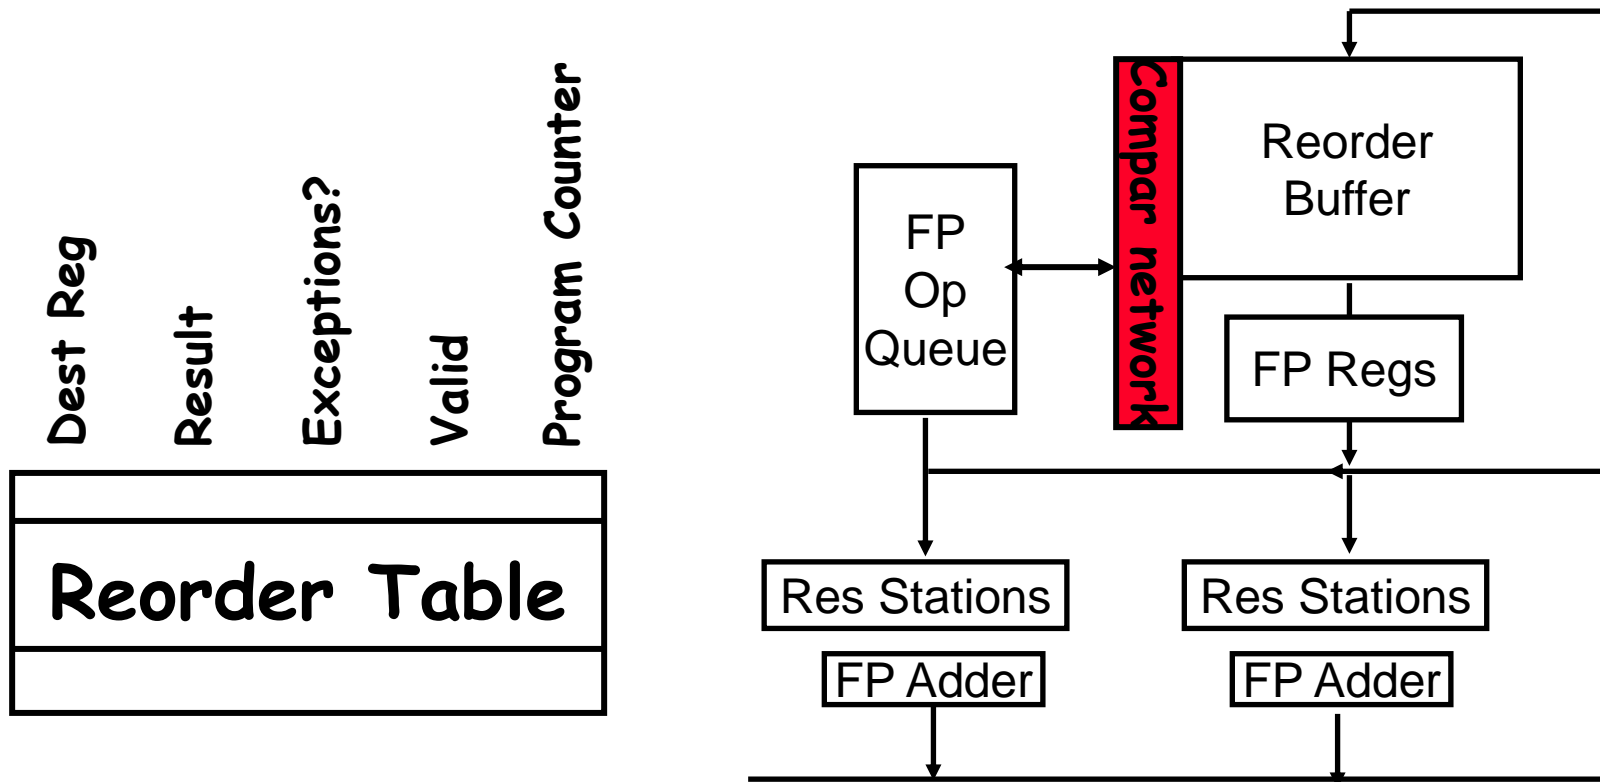 Dest Reg
Result
Exceptions?
Valid
Program Counter
Reorder Table
FP
Op
Queue
Compar network
Reorder
Buffer
FP Regs
Res Stations
Res Stations
FP Adder
FP Adder